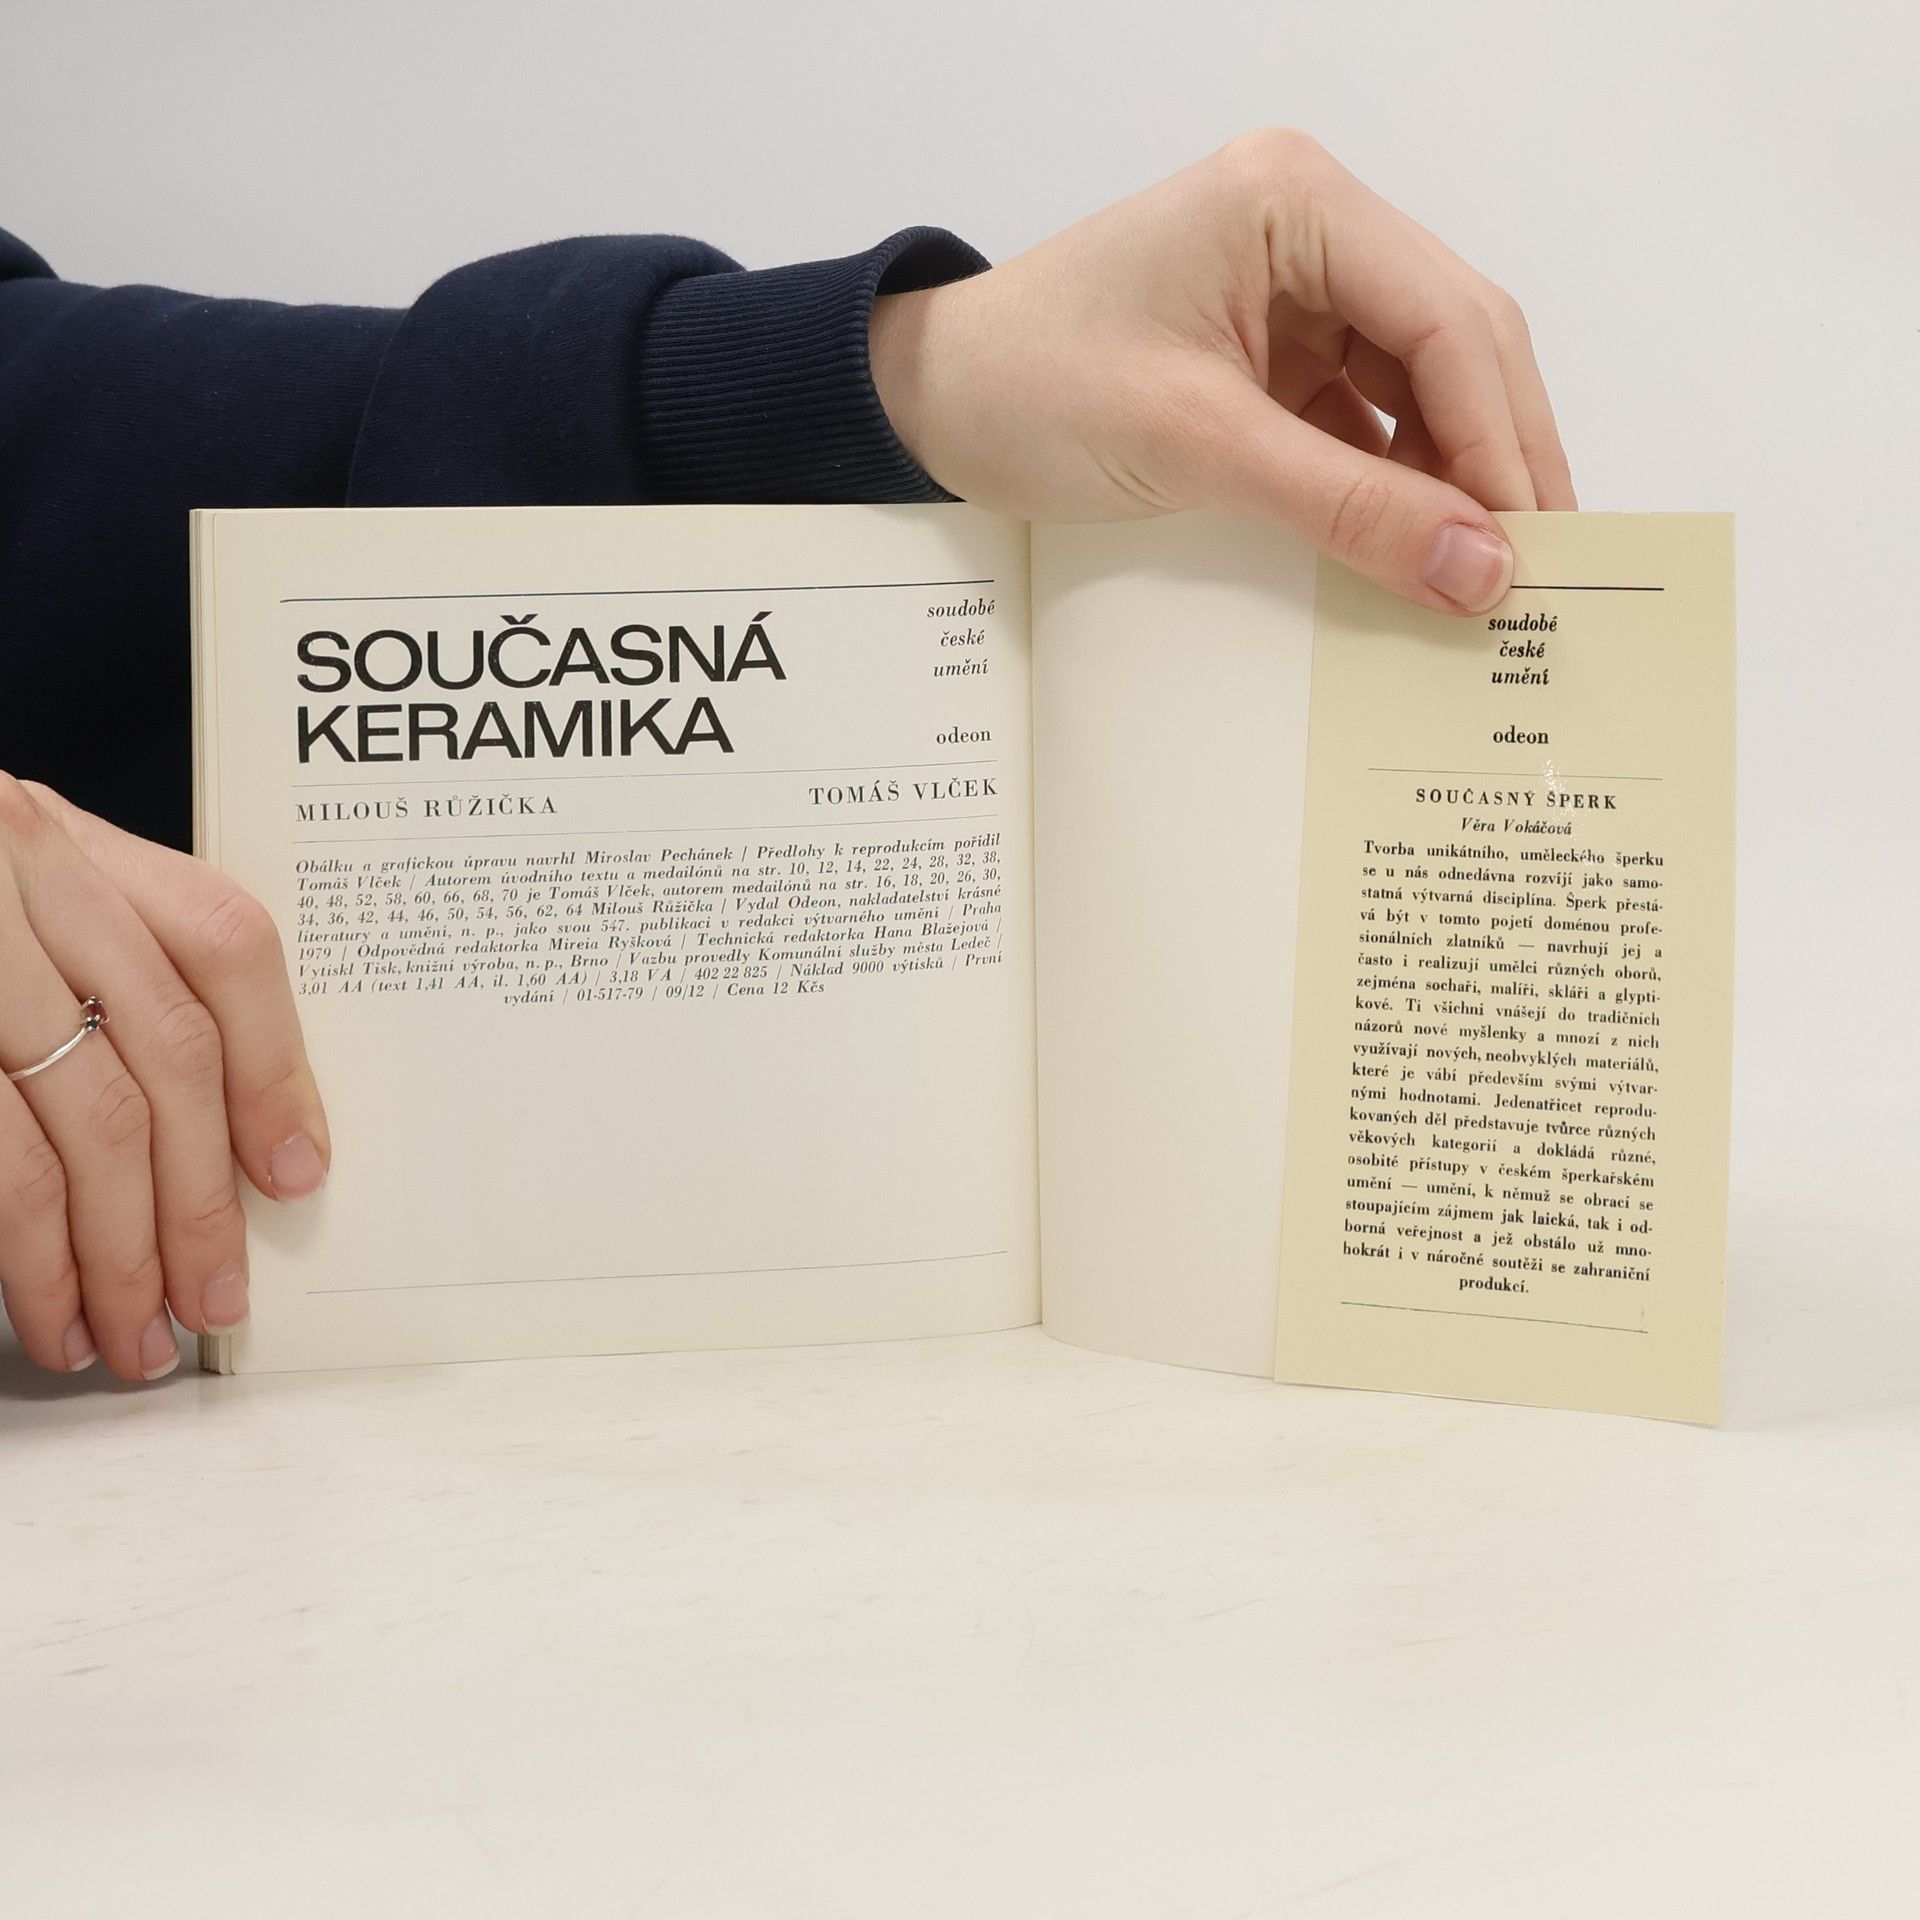 SOUČASNÁ
KERAMIKA
soudobé
české
umění
odeon
MILOUŠ RŮŽIČKA
TOMÁŠ VLČEK
Obálku a grafickou úpravu navrhl Miroslav Pechánek / Předlohy k reprodukcím pořídil
Tomáš Vlček / Autorem úvodního textu a medailónů na str. 10, 12, 14, 22, 24, 28, 32, 38,
40, 48, 52, 58, 60, 66, 68, 70 je Tomáš Vlček, autorem medailónů na str. 16, 18, 20, 26, 30,
34, 36, 42, 44, 46, 50, 54, 56, 62, 64 Milouš Růžička / Vydal Odeon, nakladatelství krásné
literatury a umění, n. p., jako svou 547. publikaci v redakci výtvarného umění / Praha
1979 / Odpovědná redaktorka Mireia Ryšková / Technická redaktorka Hana Blažejová /
Vytiskl Tisk, knižní výroba, n. p., Brno / Vazbu provedly Komunální služby města Ledeč /
3,01 AA (text 1,41 AA, il. 1,60 AA) / 3,18 VA / 402 22 825 / Náklad 9000 výtisků / První
vydání / 01-517-79 / 09/12 / Cena 12 Kčs
soudobé
české
umění
odeon
SOUČASNÝ ŠPERK
Věra Vokáčová
Tvorba unikátního, uměleckého šperku
se u nás odnedávna rozvíjí jako samo-
statná výtvarná disciplína. Šperk přestá-
vá být v tomto pojetí doménou profe-
sionálních zlatníků — navrhují jej a
často i realizují umělci různých oborů,
zejména sochaři, malíři, skláři a glypti-
kové. Ti všichni vnášejí do tradičních
názorů nové myšlenky a mnozí z nich
využívají nových, neobvyklých materiálů,
které je vábí především svými výtvar-
nými hodnotami. Jedenatřicet reprodu-
kovaných děl představuje tvůrce různých
věkových kategorií a dokládá různé,
osobité přístupy v českém šperkařském
umění — umění, k němuž se obrací se
stoupajícím zájmem jak laická, tak i od-
borná veřejnost a jež obstálo už mno-
hokrát i v náročné soutěži se zahraniční
produkcí.